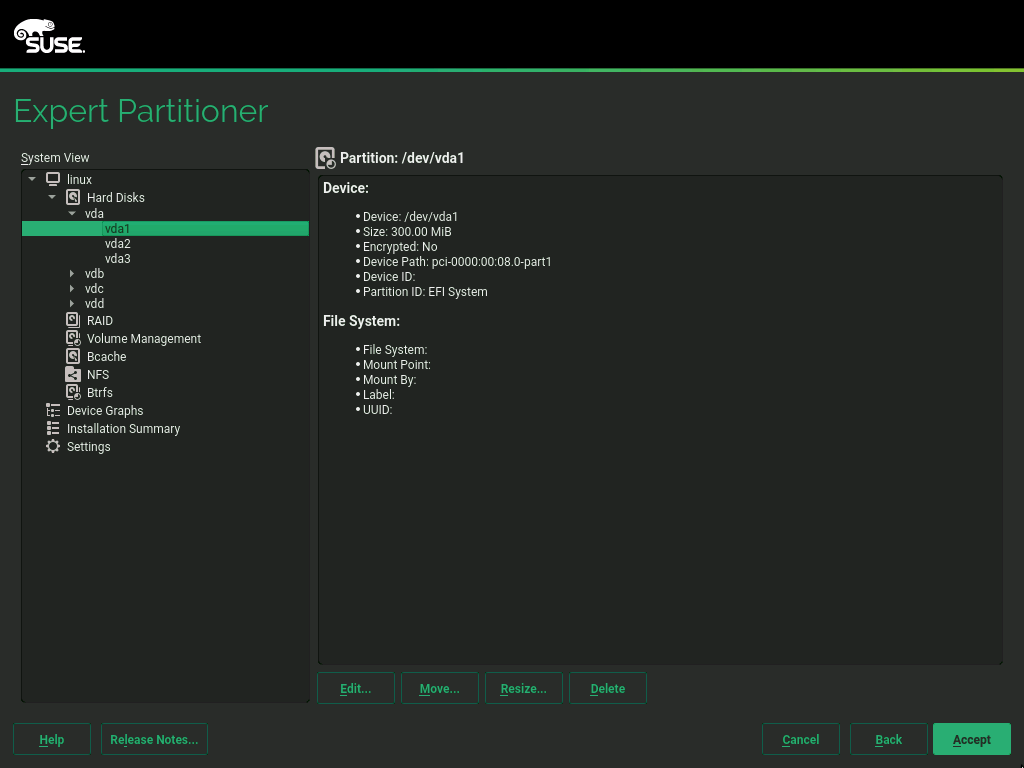 SUSE.
Expert Partitioner
System View
linux
Hard Disks
vda
vda1
vda2
vda3
vdb
vdc
vdd
RAID
Volume Management
Bcache
NFS
Btrfs
Device Graphs
Installation Summary
Settings
Partition: /dev/vda1
Device:
• Device: /dev/vda1
• Size: 300.00 MiB
• Encrypted: No
• Device Path: pci-0000:00:08.0-part1
• Device ID:
• Partition ID: EFI System
File System:
• File System:
• Mount Point:
• Mount By:
• Label:
• UUID:
Edit... Move... Resize... Delete
Help Release Notes... Cancel Back Accept